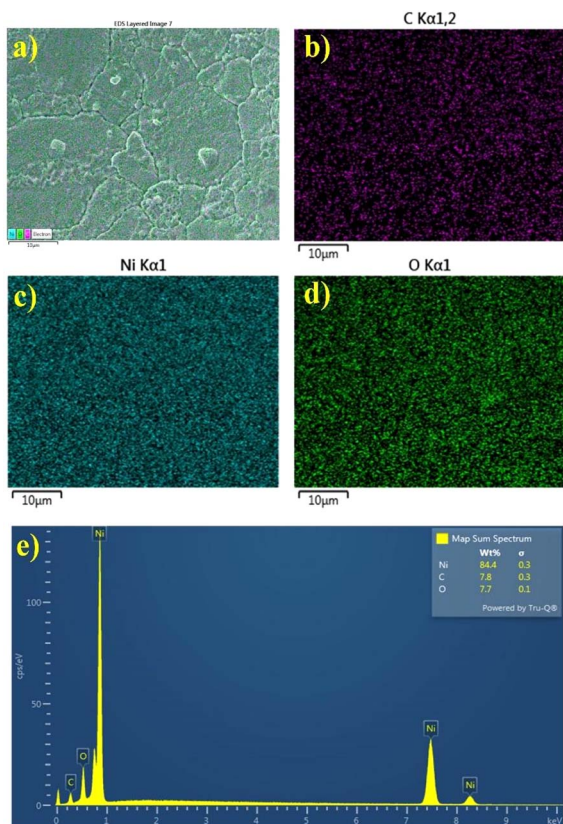 EDS Layered Image 7
a)
Electron
C Kα1,2
b)
10µm
Ni Kα1
c)
10µm
O Kα1
d)
10µm
e)
Map Sum Spectrum
Wt% σ
Ni 84.4 0.3
C 7.8 0.3
O 7.7 0.1
Powered by Tru-Q®
cps/eV
100
50
0
C
O
Ni
Ni
Ni
0 1 2 3 4 5 6 7 8 9 keV